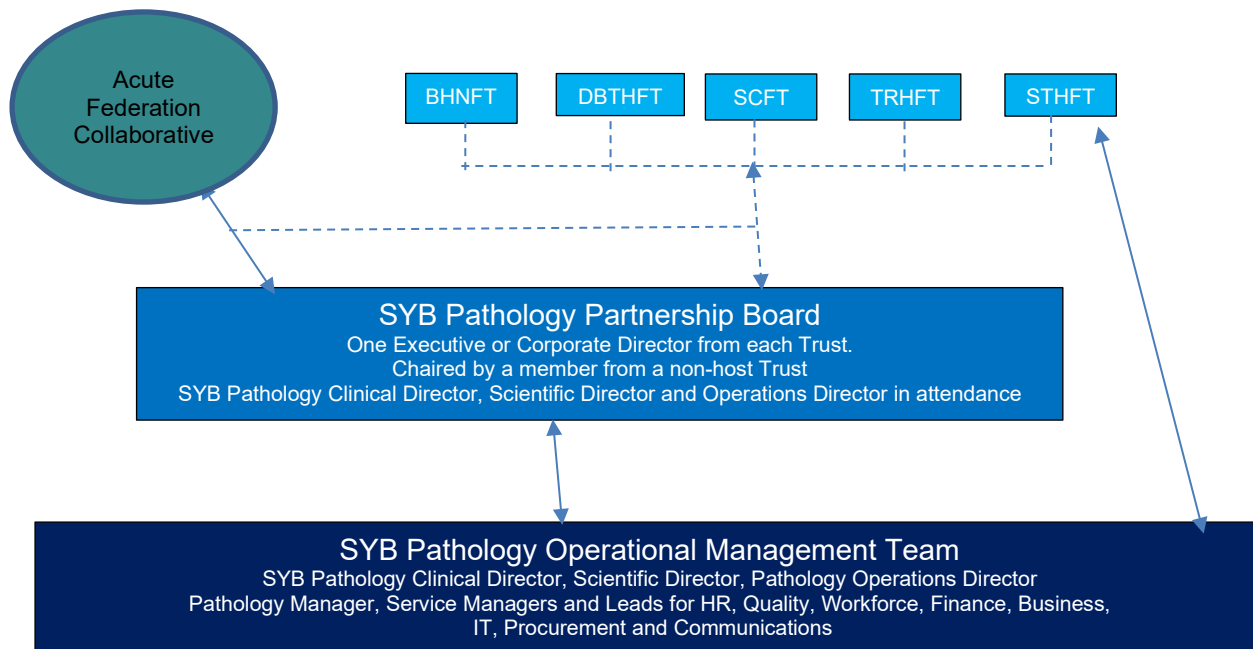 Acute
Federation
Collaborative
BHNFT
DBTHFT
SCFT
TRHFT
STHFT
SYB Pathology Partnership Board
One Executive or Corporate Director from each Trust.
Chaired by a member from a non-host Trust
SYB Pathology Clinical Director, Scientific Director and Operations Director in attendance
SYB Pathology Operational Management Team
SYB Pathology Clinical Director, Scientific Director, Pathology Operations Director
Pathology Manager, Service Managers and Leads for HR, Quality, Workforce, Finance, Business,
IT, Procurement and Communications